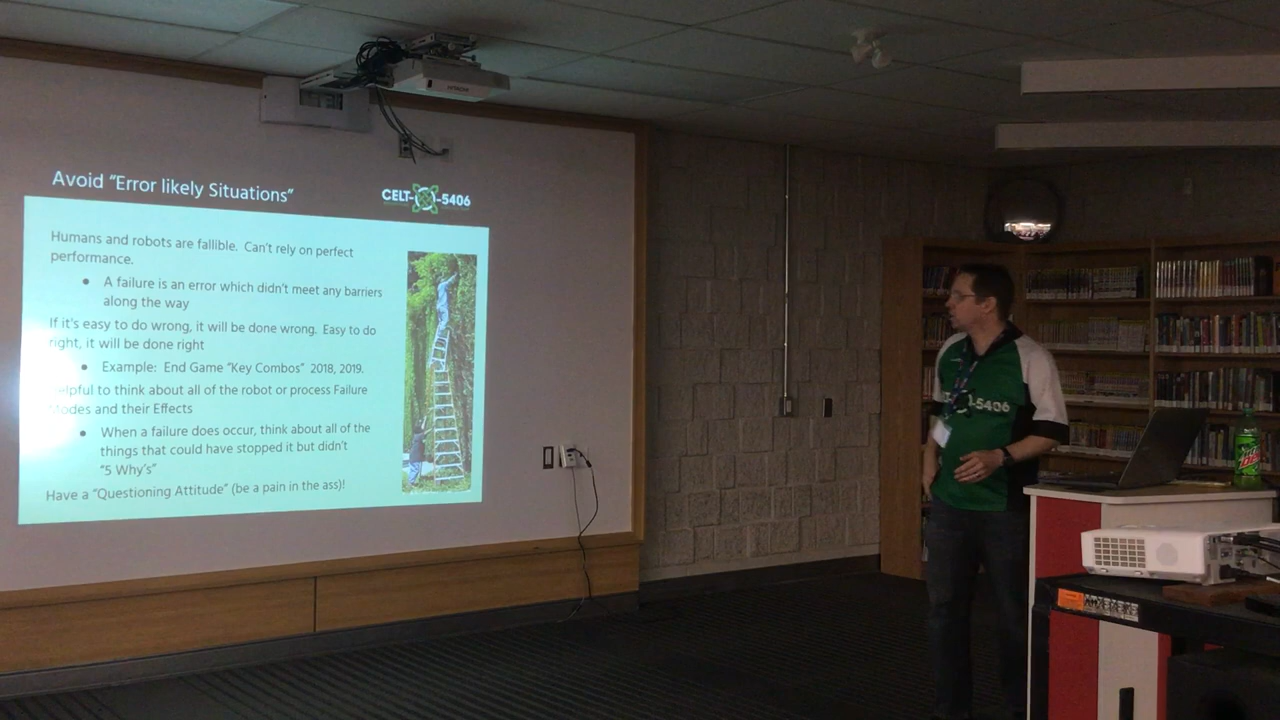 Avoid “Error likely Situations”
CELT-X-5406
Humans and robots are fallible. Can't rely on perfect
performance.
• A failure is an error which didn't meet any barriers
along the way
If it's easy to do wrong, it will be done wrong. Easy to do
right, it will be done right
• Example: End Game “Key Combos” 2018, 2019.
Helpful to think about all of the robot or process Failure
Modes and their Effects
• When a failure does occur, think about all of the
things that could have stopped it but didn't
“5 Why's”
Have a “Questioning Attitude” (be a pain in the ass)!
HITACHI
5406